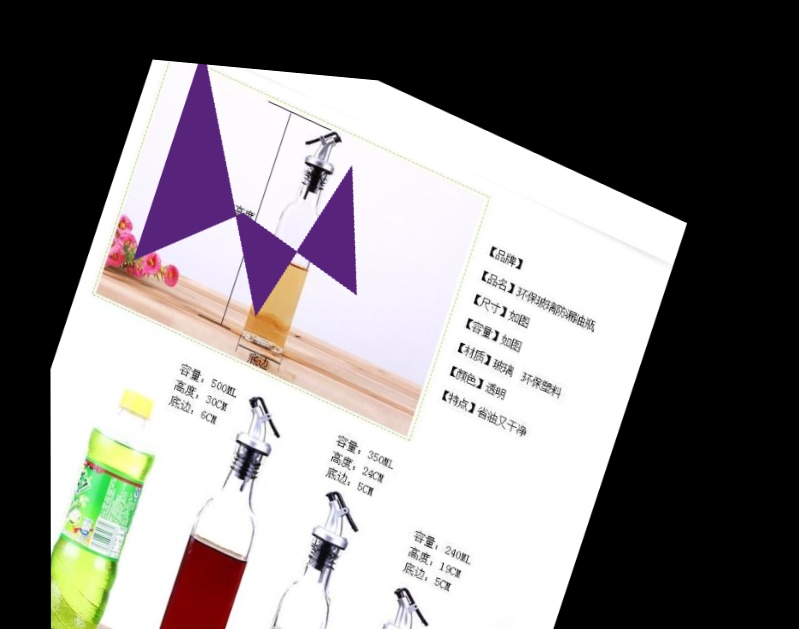 高度
底边
【品牌】
【品名】环保玻璃防漏油瓶
【尺寸】如图
【容量】如图
【材质】玻璃 环保塑料
【颜色】透明
【特点】省油又干净
容量：500ML
高度：30CM
底边：6CM
容量：350ML
高度：24CM
底边：5CM
容量：240ML
高度：19CM
底边：5CM